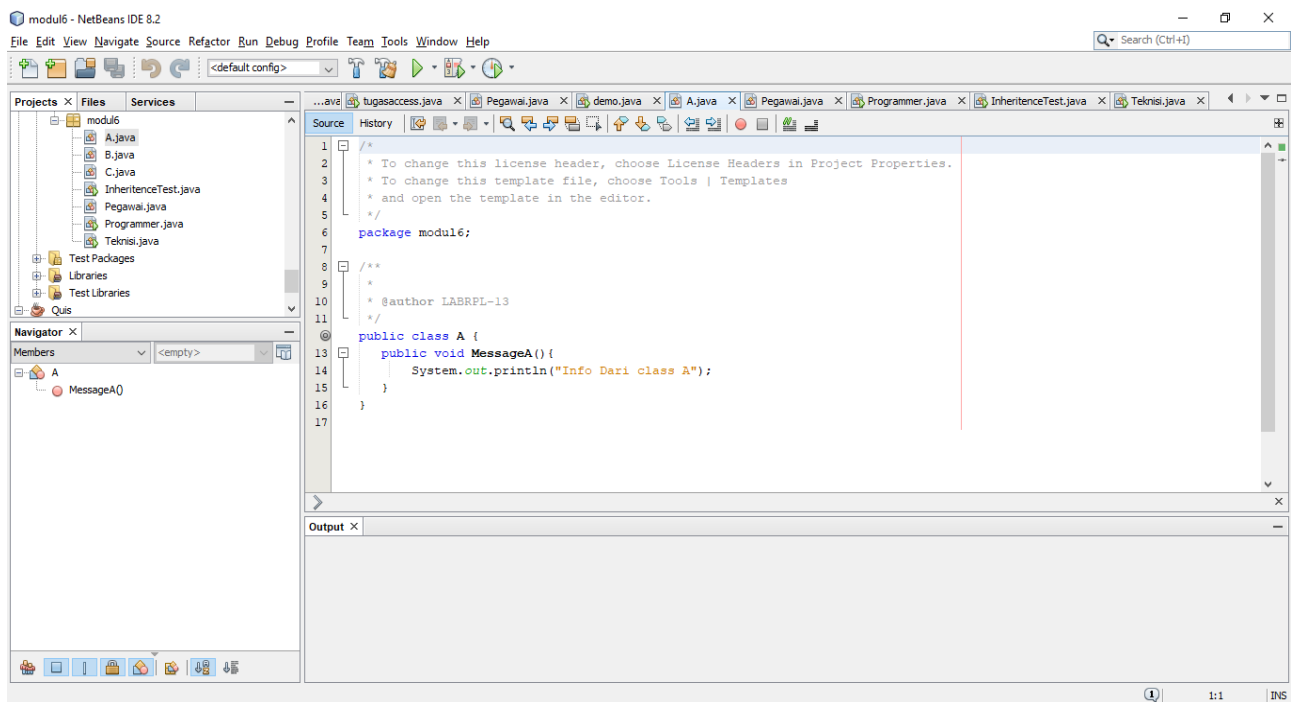 modul6 - NetBeans IDE 8.2
File Edit View Navigate Source Refactor Run Debug Profile Team Tools Window Help
Search (Ctrl+I)
<default config>
Projects Files Services
...ava tugasaccess.java Pegawai.java demo.java A.java Pegawai.java Programmer.java InheritenceTest.java Teknisi.java
modul6
A.java
B.java
C.java
InheritenceTest.java
Pegawai.java
Programmer.java
Teknisi.java
Test Packages
Libraries
Test Libraries
Quis
Navigator
Members <empty>
A
MessageA()
Source History
1 /*
2 * To change this license header, choose License Headers in Project Properties.
3 * To change this template file, choose Tools | Templates
4 * and open the template in the editor.
5 */
6 package modul6;
7
8 /**
9 *
10 * @author LABRPL-13
11 */
public class A {
13 public void MessageA(){
14 System.out.println("Info Dari class A");
15 }
16 }
17
Output
1 1:1 INS